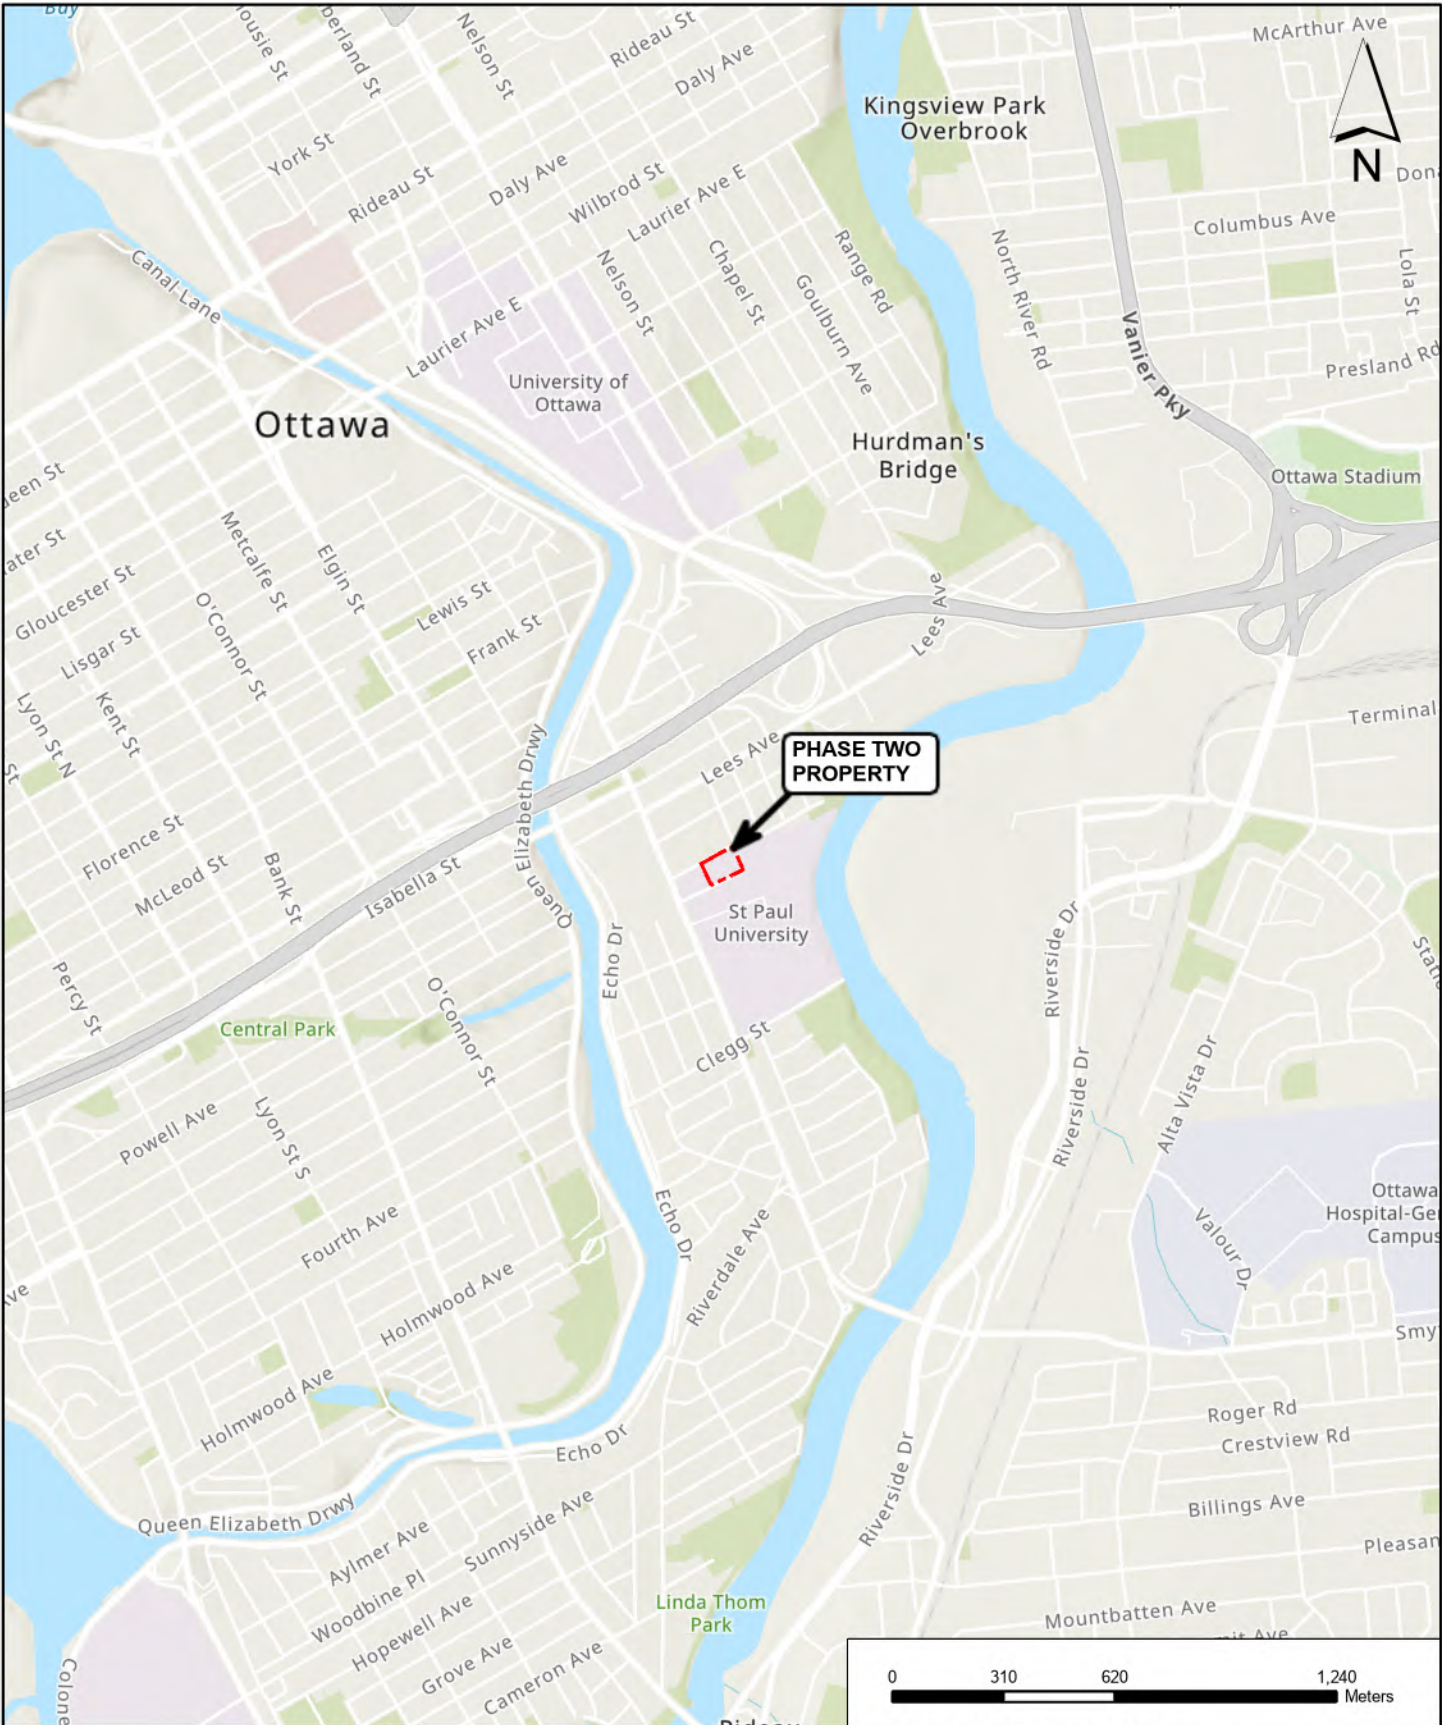 Bay
Nelson St
Rideau St
McArthur Ave
Daly Ave
Kingsview Park
Overbrook
York St
N
Rideau St
Daly Ave
Wilbrod St
Laurier Ave E
Columbus Ave
Canal Lane
Nelson St
Chapel St
Range Rd
Goulburn Ave
North River Rd
Lola St
Laurier Ave E
Vanier Pky
Presland Rd
University of
Ottawa
Ottawa
Hurdman's
Bridge
Ottawa Stadium
Metcalfe St
Elgin St
Gloucester St
Lewis St
Lees Ave
O'Connor St
Lisgar St
Frank St
Lyon St N
Kent St
St
Terminal
Queen Elizabeth Drwy
Lees Ave
PHASE TWO
PROPERTY
Florence St
McLeod St
Bank St
Isabella St
St Paul
University
Echo Dr
Riverside Dr
Percy St
O'Connor St
Central Park
Clegg St
Riverside Dr
Alta Vista Dr
Powell Ave
Lyon St S
Echo Dr
Riverdale Ave
Ottawa
Hospital-Ge
Campus
Valour Dr
Fourth Ave
Holmwood Ave
Smy
Holmwood Ave
Roger Rd
Echo Dr
Crestview Rd
Riverside Dr
Queen Elizabeth Drwy
Sunnyside Ave
Billings Ave
Aylmer Ave
Pleasan
Woodbine Pl
Linda Thom
Park
Hopewell Ave
Mountbatten Ave
Grove Ave
Cameron Ave
Colone
0 310 620 1,240
Meters